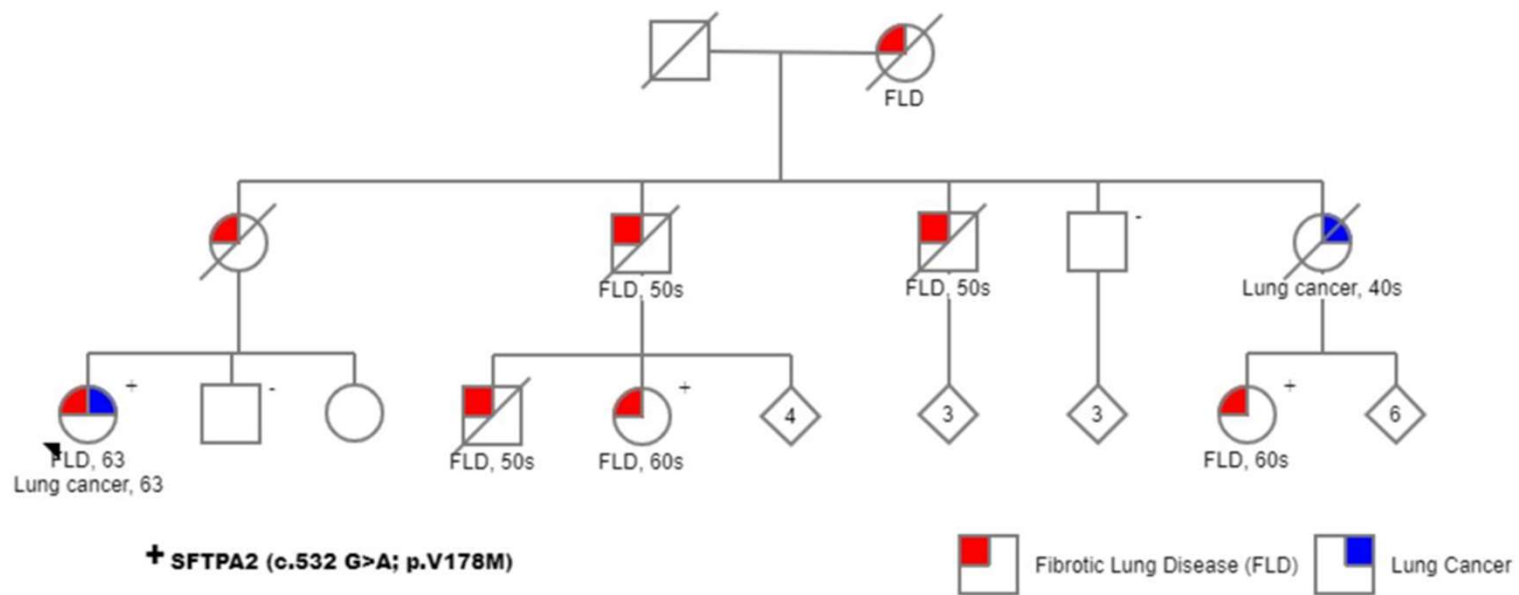 FLD
-
FLD, 50s
FLD, 50s
Lung cancer, 40s
+
-
+
4
3
3
+
6
FLD, 63
Lung cancer, 63
FLD, 50s
FLD, 60s
FLD, 60s
+ SFTPA2 (c.532 G>A; p.V178M)
Fibrotic Lung Disease (FLD)
Lung Cancer